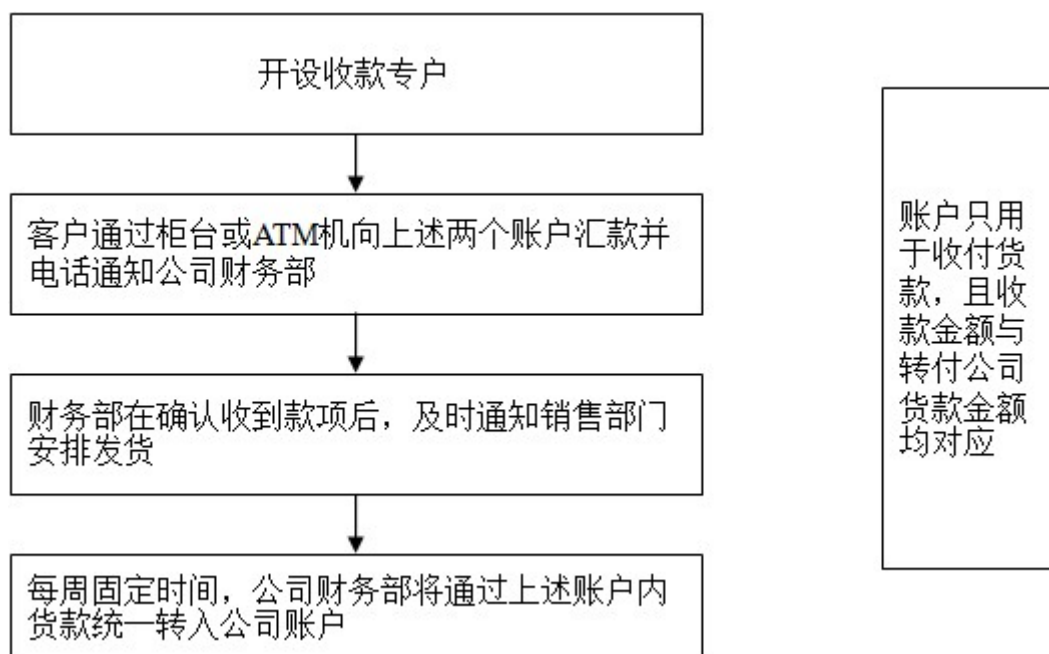 开设收款专户
客户通过柜台或ATM机向上述两个账户汇款并
电话通知公司财务部
财务部在确认收到款项后，及时通知销售部门
安排发货
每周固定时间，公司财务部将通过上述账户内
货款统一转入公司账户
账户只用
于收付货
款，且收
款金额与
转付公司
货款金额
均对应